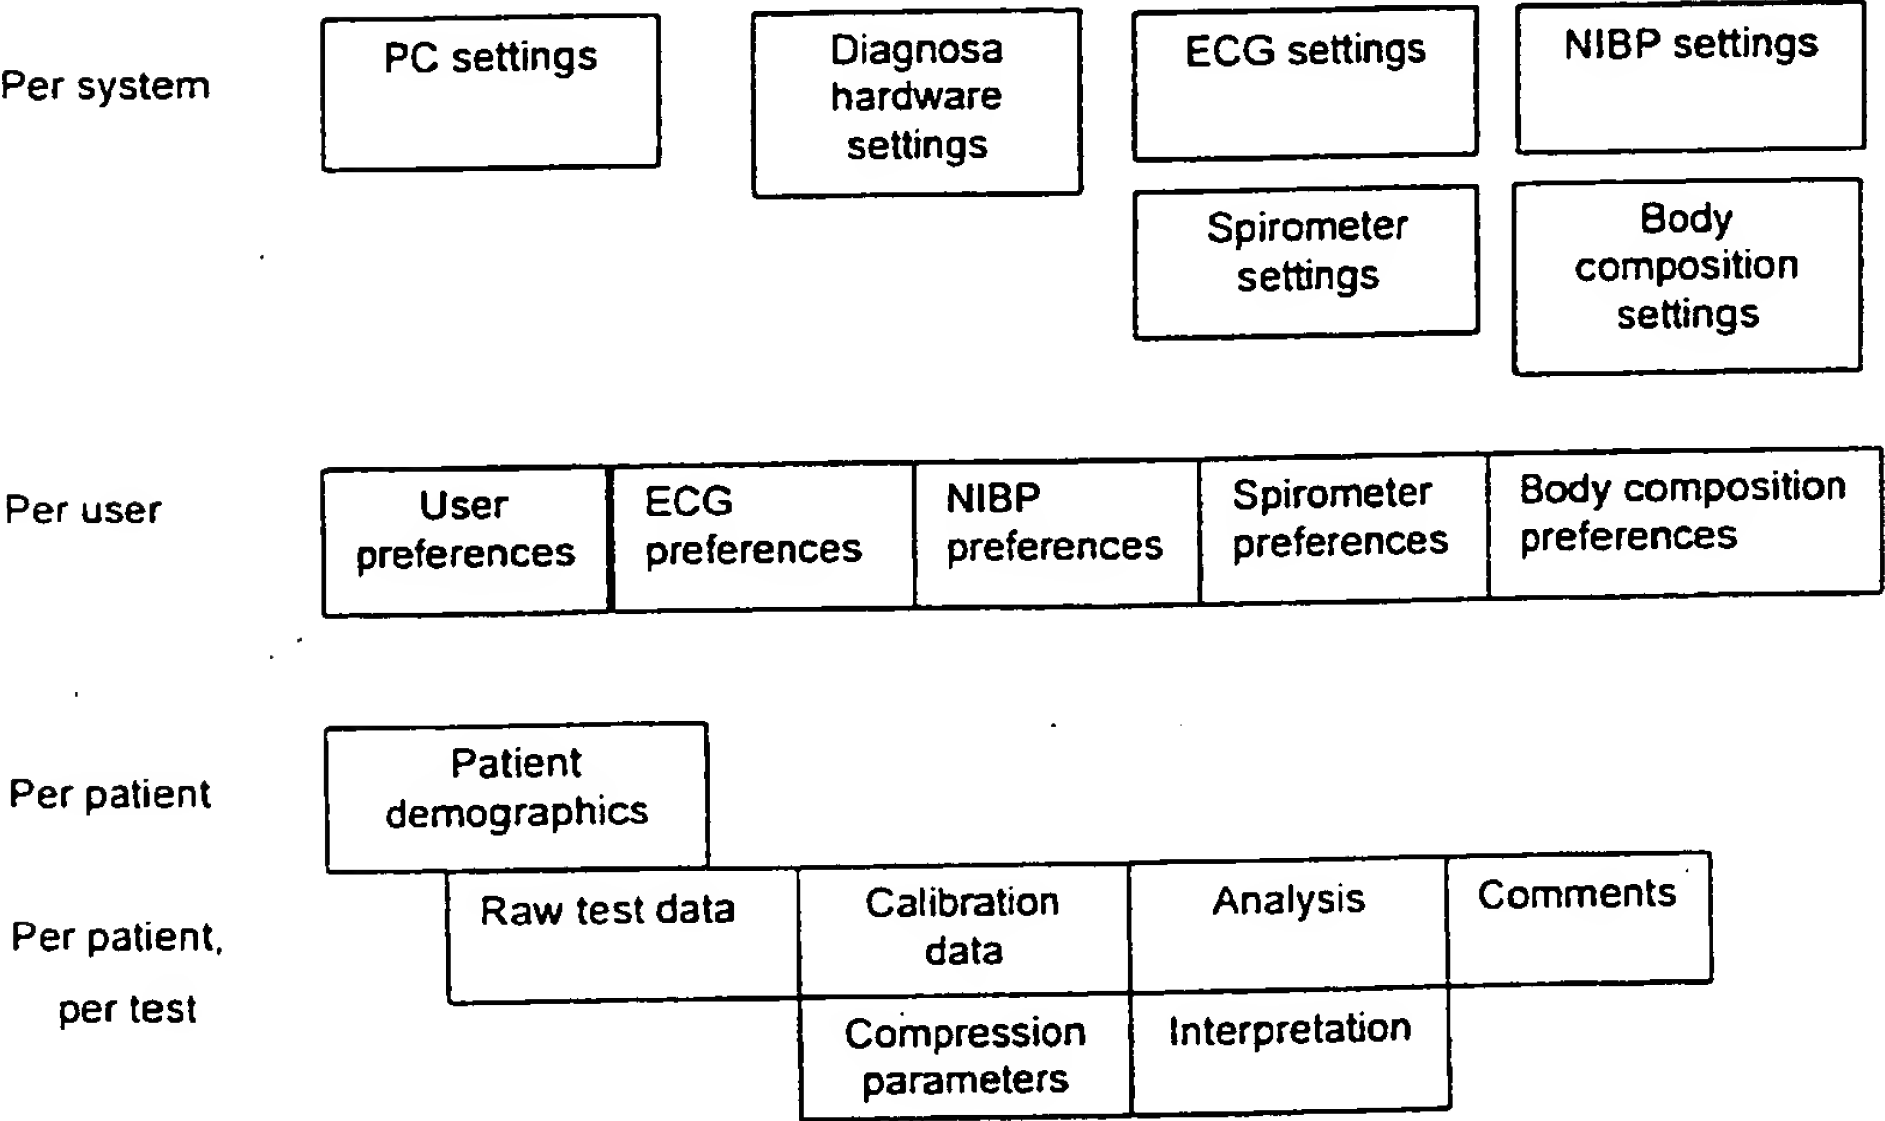 Per system
PC settings
Diagnosa
hardware
settings
ECG settings
NIBP settings
Spirometer
settings
Body
composition
settings
Per user
User
preferences
ECG
preferences
NIBP
preferences
Spirometer
preferences
Body composition
preferences
Per patient
Patient
demographics
Per patient,
per test
Raw test data
Calibration
data
Analysis
Comments
Compression
parameters
Interpretation